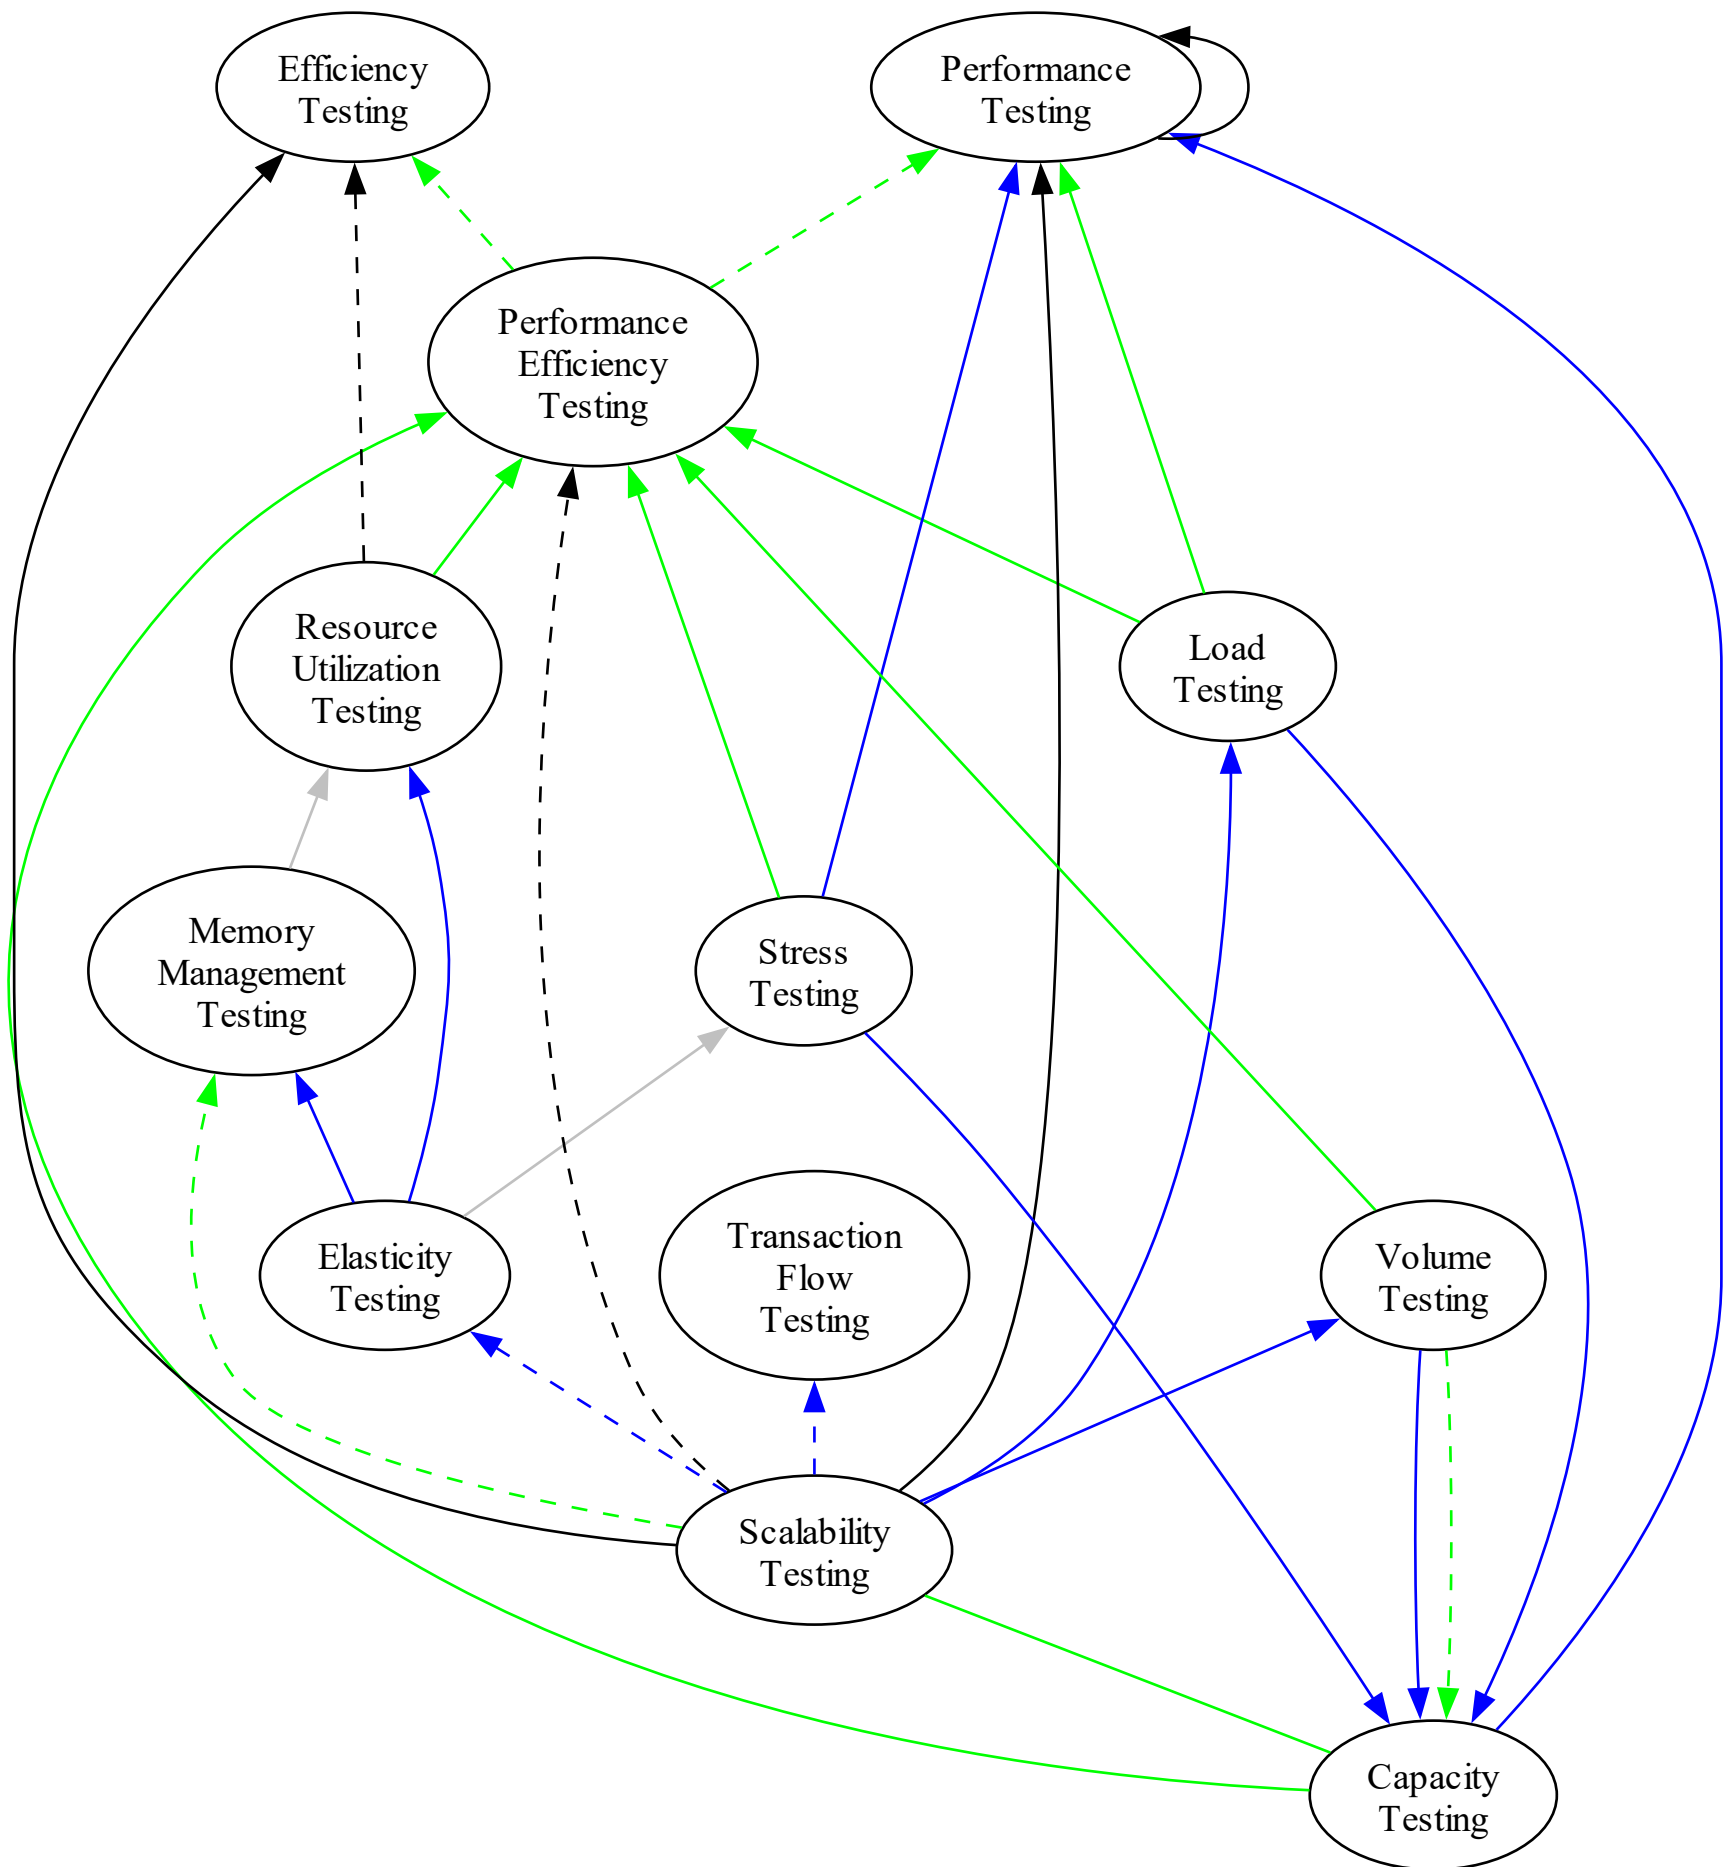 Efficiency
Testing
Performance
Testing
Performance
Efficiency
Testing
Resource
Utilization
Testing
Load
Testing
Memory
Management
Testing
Stress
Testing
Elasticity
Testing
Transaction
Flow
Testing
Volume
Testing
Scalability
Testing
Capacity
Testing